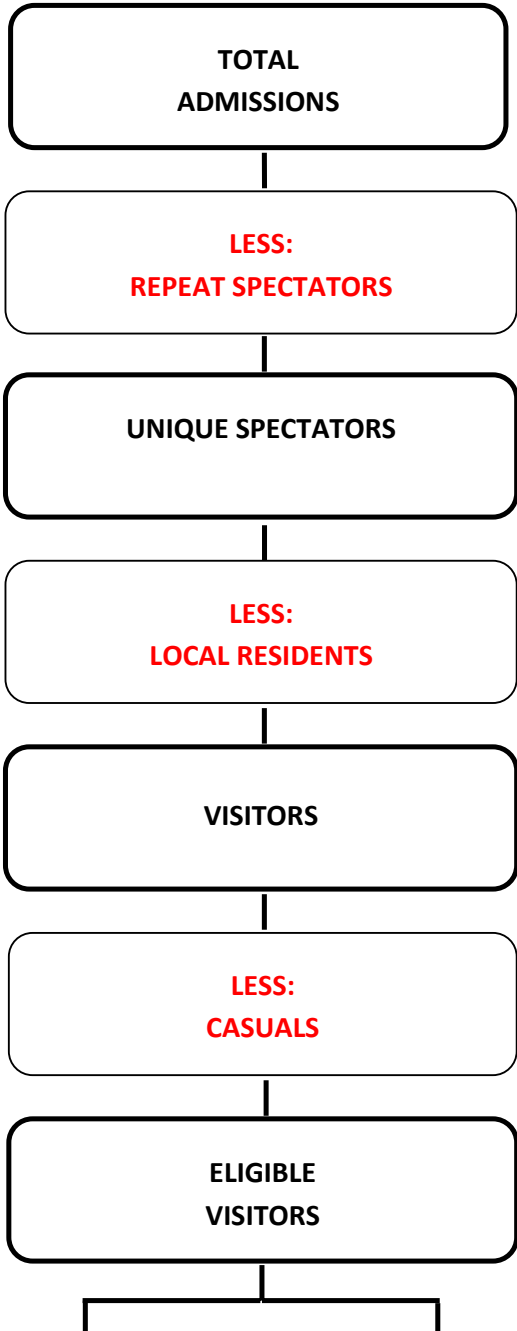 TOTAL
ADMISSIONS
LESS:
REPEAT SPECTATORS
UNIQUE SPECTATORS
LESS:
LOCAL RESIDENTS
VISITORS
LESS:
CASUALS
ELIGIBLE
VISITORS